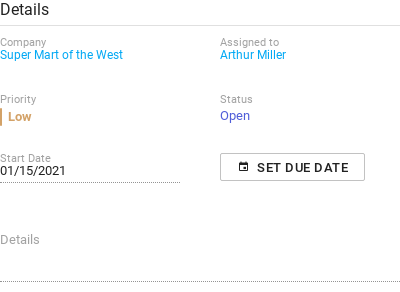 Details
Company
Assigned to
Super Mart of the West
Arthur Miller
Priority
Status
Low
Open
Start Date
01/15/2021
SET DUE DATE
Details